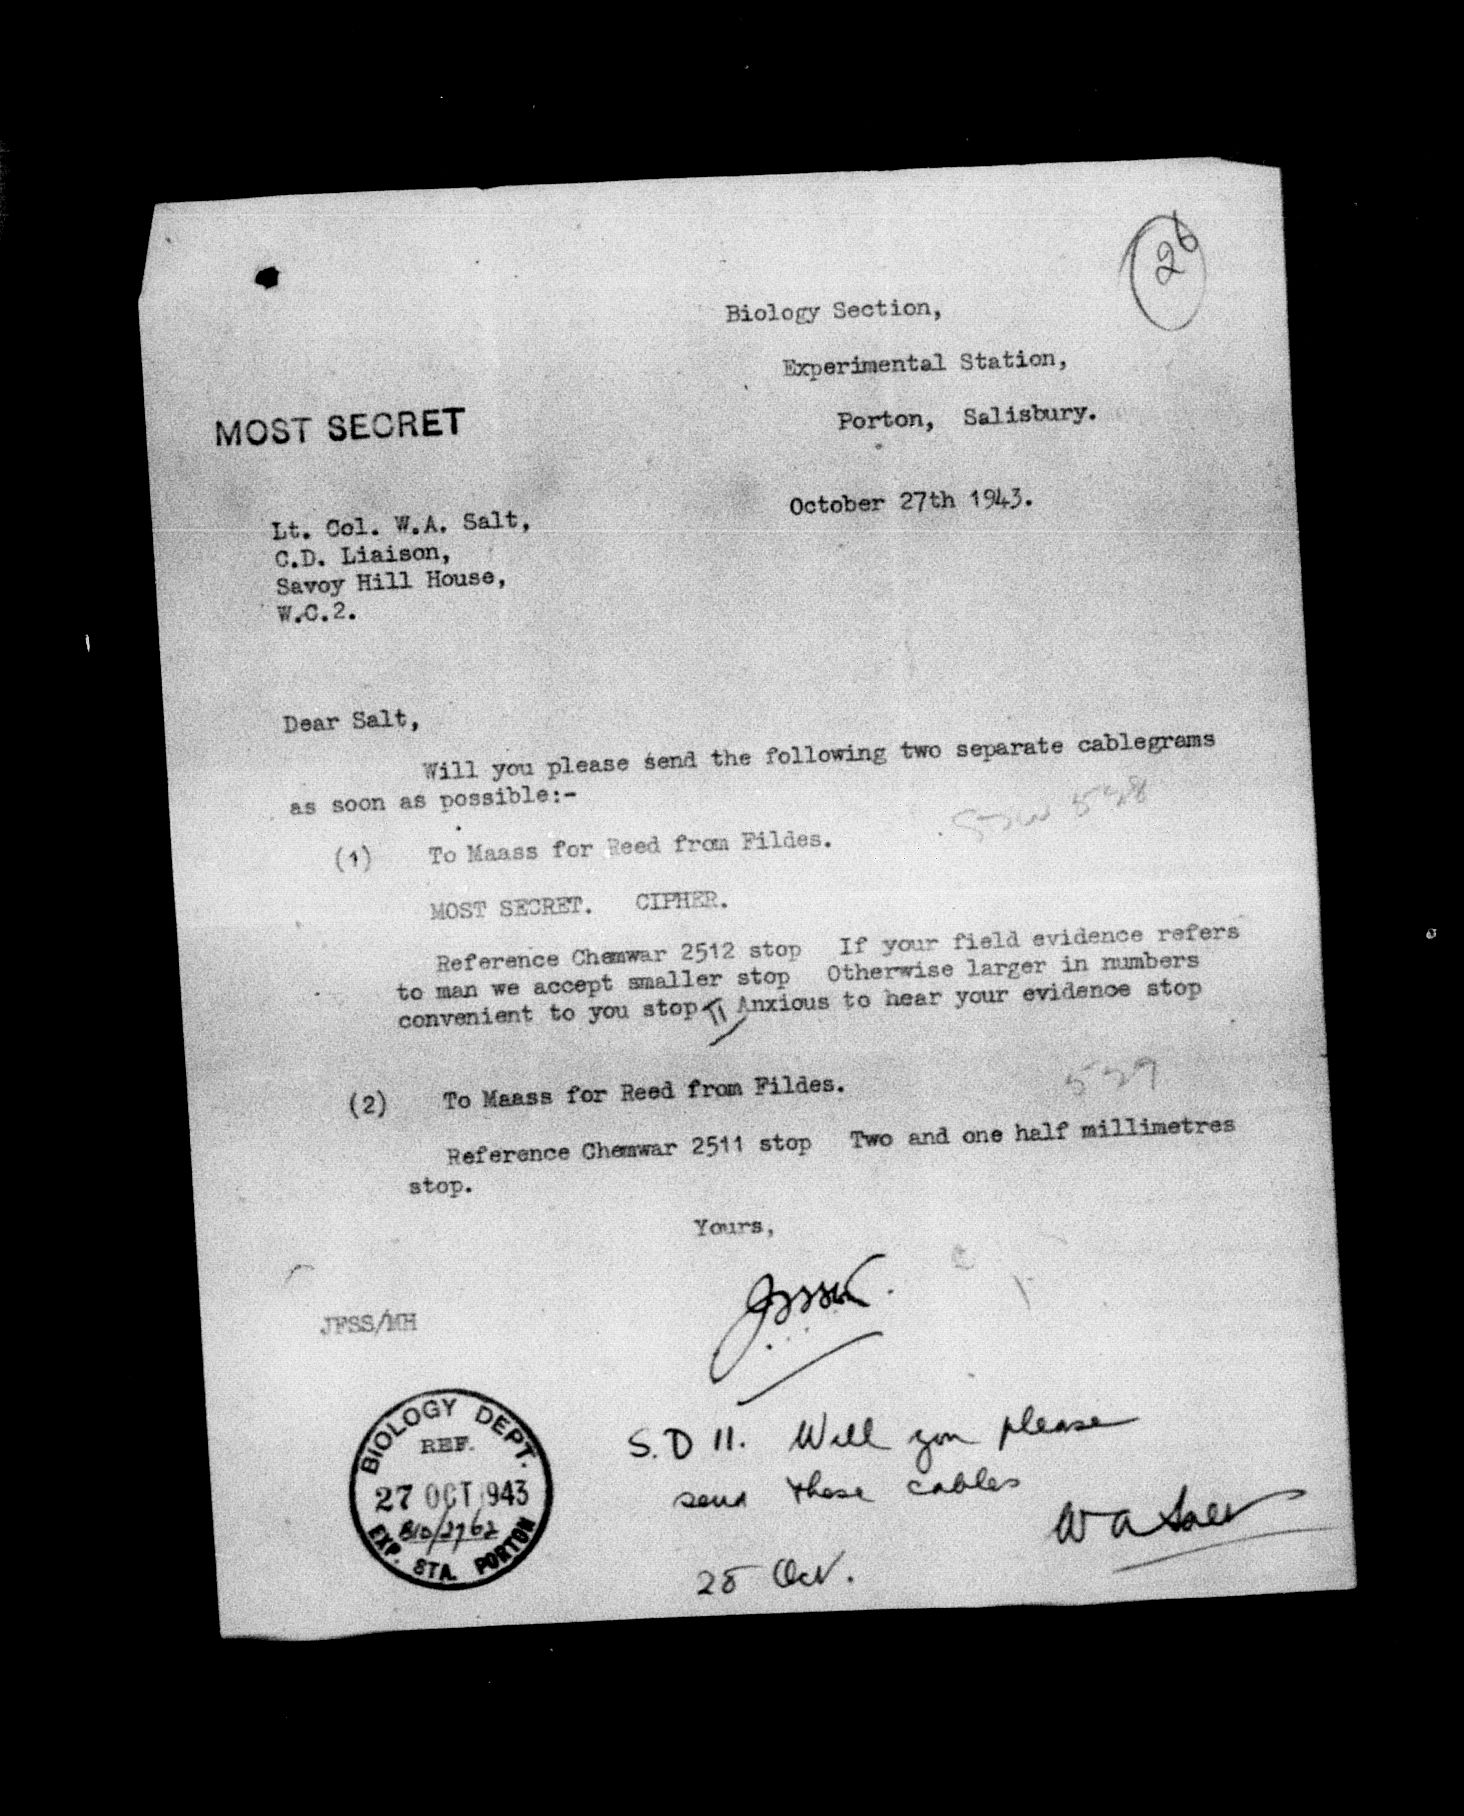 26
Biology Section,
Experimental Station,
Porton, Salisbury.
MOST SECRET
October 27th 1943.
Lt. Col. W.A. Salt,
C.D. Liaison,
Savoy Hill House,
W.C.2.
Dear Salt,
Will you please send the following two separate cablegrams
as soon as possible:-
528
(1) To Maass for Reed from Fildes.
MOST SECRET. CIPHER.
Reference Chemwar 2512 stop If your field evidence refers
to man we accept smaller stop Otherwise larger in numbers
convenient to you stop Anxious to hear your evidence stop
529
(2) To Maass for Reed from Fildes.
Reference Chemwar 2511 stop Two and one half millimetres
stop.
Yours,
JFSS/MH
BIOLOGY DEPT.
REF.
27 OCT 1943
BIO/2762
EXP. STA. PORTON
S.D 11. Will you please
send these cables
W A Salt
28 Oct.